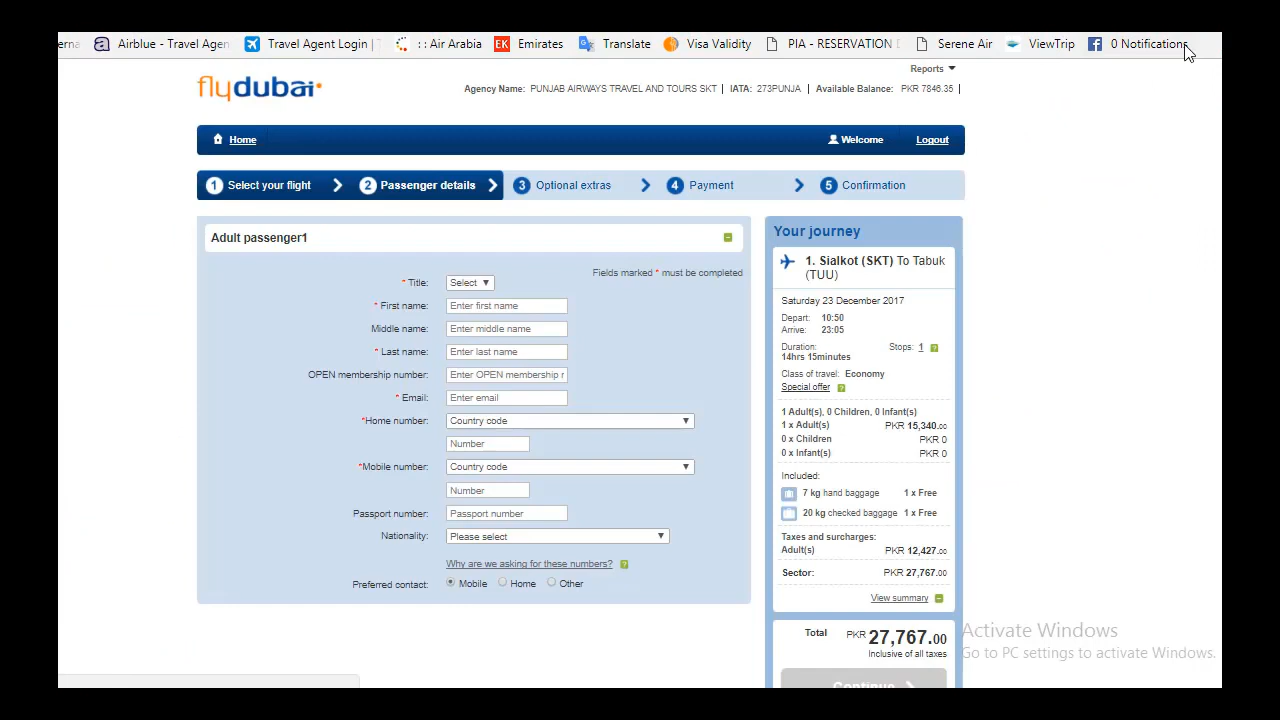 Airblue - Travel Agen
Travel Agent Login | T
: : Air Arabia
EK Emirates
Translate
Visa Validity
PIA - RESERVATION
Serene Air
ViewTrip
0 Notifications
Reports
flydubai
Agency Name: PUNJAB AIRWAYS TRAVEL AND TOURS SKT | IATA: 273PUNJA | Available Balance: PKR 7846.35 |
Home
Welcome
Logout
1 Select your flight
2 Passenger details
3 Optional extras
4 Payment
5 Confirmation
Adult passenger1
Fields marked * must be completed
* Title: Select
* First name: Enter first name
Middle name: Enter middle name
* Last name: Enter last name
OPEN membership number: Enter OPEN membership r
* Email: Enter email
*Home number: Country code
Number
*Mobile number: Country code
Number
Passport number: Passport number
Nationality: Please select
Why are we asking for these numbers? ?
Preferred contact: Mobile Home Other
Your journey
1. Sialkot (SKT) To Tabuk
(TUU)
Saturday 23 December 2017
Depart: 10:50
Arrive: 23:05
Duration: Stops: 1 ?
14hrs 15minutes
Class of travel: Economy
Special offer ?
1 Adult(s), 0 Children, 0 Infant(s)
1 x Adult(s) PKR 15,340.00
0 x Children PKR 0
0 x Infant(s) PKR 0
Included:
7 kg hand baggage 1 x Free
20 kg checked baggage 1 x Free
Taxes and surcharges:
Adult(s) PKR 12,427.00
Sector: PKR 27,767.00
View summary
Total PKR 27,767.00
Inclusive of all taxes
Continue
Activate Windows
Go to PC settings to activate Windows.